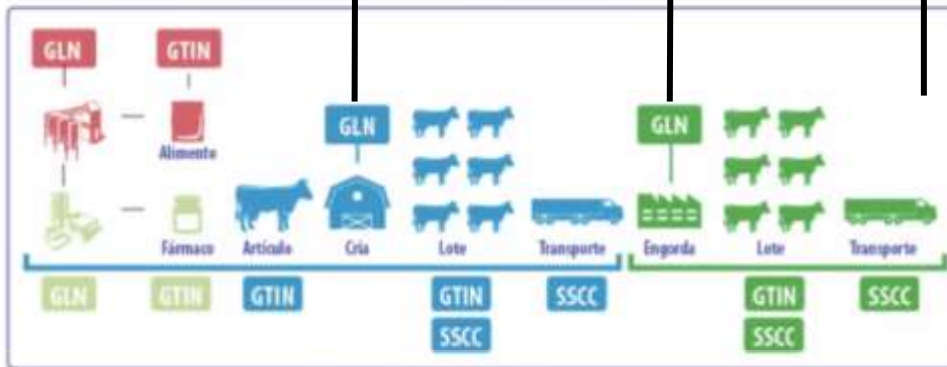 GLN GTIN
Alimento
GLN GLN
Fármaco Artículo Cría Lote Transporte Engorda Lote Transporte
GLN GTIN GTIN GTIN SSCC GTIN SSCC
SSCC SSCC